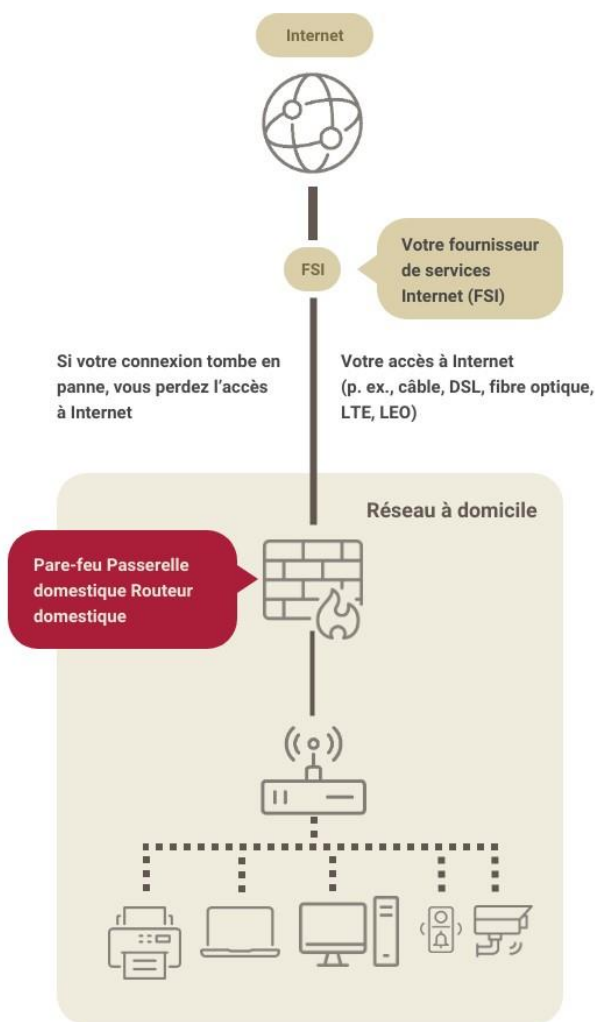 Internet
FSI
Votre fournisseur
de services
Internet (FSI)
Si votre connexion tombe en
panne, vous perdez l’accès
à Internet
Votre accès à Internet
(p. ex., câble, DSL, fibre optique,
LTE, LEO)
Réseau à domicile
Pare-feu Passerelle
domestique Routeur
domestique